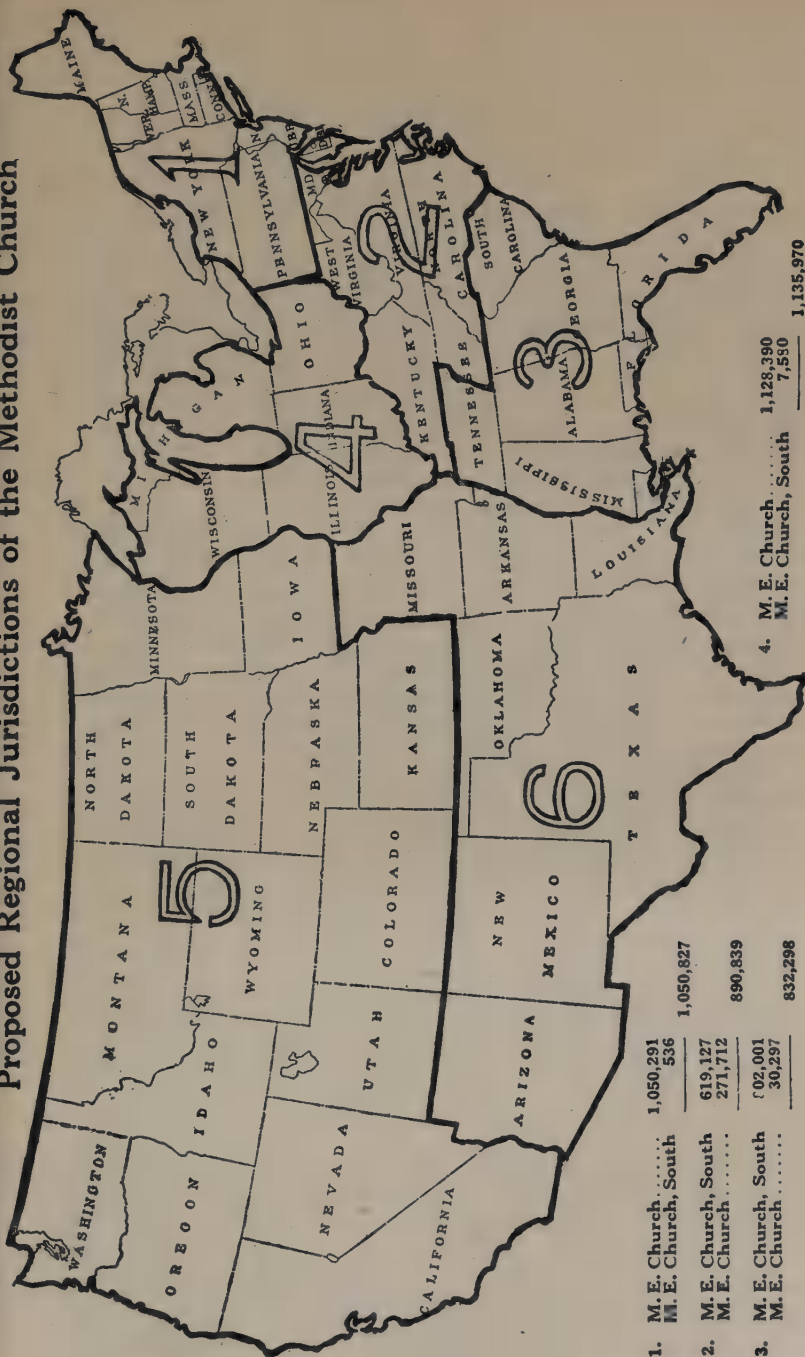 Proposed Regional Jurisdictions of the Methodist Church
WASHINGTON
MONTANA
NORTH
DAKOTA
MINNESOTA
MAINE
OREGON
IDAHO
5
SOUTH
DAKOTA
WISCONSIN
VER
N.
HAMP.
NEW YORK
MASS
CONN
1
WYOMING
NEBRASKA
IOWA
PENNSYLVANIA
NEVADA
UTAH
COLORADO
KANSAS
MISSOURI
ILLINOIS
INDIANA
4
OHIO
WEST
VIRGINIA
MD
VIRGINIA
2
CALIFORNIA
ARIZONA
NEW
MEXICO
OKLAHOMA
ARKANSAS
KENTUCKY
TENNESSEE
NORTH
CAROLINA
SOUTH
CAROLINA
6
TEXAS
LOUISIANA
MISSISSIPPI
ALABAMA
GEORGIA
3
FLORIDA
1. M. E. Church........ 1,050,291
M. E. Church, South 536
1,050,827
2. M. E. Church, South 619,127
M. E. Church........ 271,712
890,839
3. M. E. Church, South 802,001
M. E. Church........ 30,297
832,298
4. M. E. Church........ 1,128,390
M. E. Church, South 7,580
1,135,970